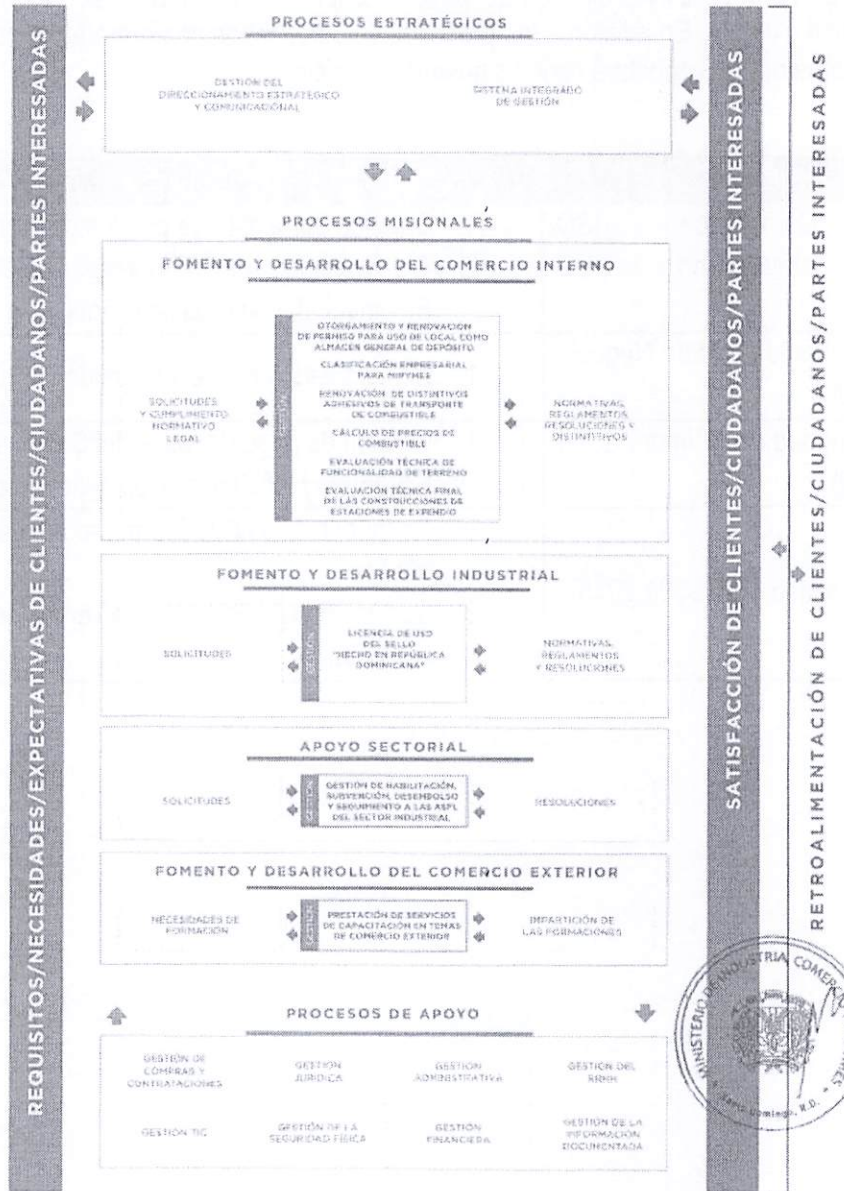 REQUISITOS/NECESIDADES/EXPECTATIVAS DE CLIENTES/CIUDADANOS/PARTES INTERESADAS
PROCESOS ESTRATÉGICOS
GESTIÓN DEL
DIRECCIONAMIENTO ESTRATÉGICO
Y COMUNICACIONAL
SISTEMA INTEGRADO
DE GESTIÓN
PROCESOS MISIONALES
FOMENTO Y DESARROLLO DEL COMERCIO INTERNO
SOLICITUDES
Y CUMPLIMIENTO
NORMATIVO
LEGAL
GESTIÓN
OTORGAMIENTO Y RENOVACIÓN
DE PERMISO PARA USO DE LOCAL COMO
ALMACÉN GENERAL DE DEPÓSITO
CLASIFICACIÓN EMPRESARIAL
PARA MIPYMES
RENOVACIÓN DE DISTINTIVOS
ADHESIVOS DE TRANSPORTE
DE COMBUSTIBLE
CÁLCULO DE PRECIOS DE
COMBUSTIBLE
EVALUACIÓN TÉCNICA DE
FUNCIONALIDAD DE TERRENO
EVALUACIÓN TÉCNICA FINAL
DE LAS CONSTRUCCIONES DE
ESTACIONES DE EXPENDIO
NORMATIVAS,
REGLAMENTOS,
RESOLUCIONES Y
DISTINTITIVOS
FOMENTO Y DESARROLLO INDUSTRIAL
SOLICITUDES
GESTIÓN
LICENCIA DE USO
DEL SELLO
"HECHO EN REPÚBLICA
DOMINICANA"
NORMATIVAS,
REGLAMENTOS
Y RESOLUCIONES
APOYO SECTORIAL
SOLICITUDES
GESTIÓN
GESTIÓN DE HABILITACIÓN,
SUBVENCIÓN, DESEMBOLSO
Y SEGUIMIENTO A LAS ASFL
DEL SECTOR INDUSTRIAL
RESOLUCIONES
FOMENTO Y DESARROLLO DEL COMERCIO EXTERIOR
NECESIDADES DE
FORMACIÓN
GESTIÓN
PRESTACIÓN DE SERVICIOS
DE CAPACITACIÓN EN TEMAS
DE COMERCIO EXTERIOR
IMPARTICIÓN DE
LAS FORMACIONES
PROCESOS DE APOYO
GESTIÓN DE
COMPRAS Y
CONTRATACIONES
GESTIÓN
JURÍDICA
GESTIÓN
ADMINISTRATIVA
GESTIÓN DEL
RRHH
GESTIÓN TIC
GESTIÓN DE LA
SEGURIDAD FÍSICA
GESTIÓN
FINANCIERA
GESTIÓN DE LA
INFORMACIÓN
DOCUMENTADA
SATISFACCIÓN DE CLIENTES/CIUDADANOS/PARTES INTERESADAS
RETROALIMENTACIÓN DE CLIENTES/CIUDADANOS/PARTES INTERESADAS
MINISTERIO DE INDUSTRIA, COMERCIO
Santo Domingo, R.D.